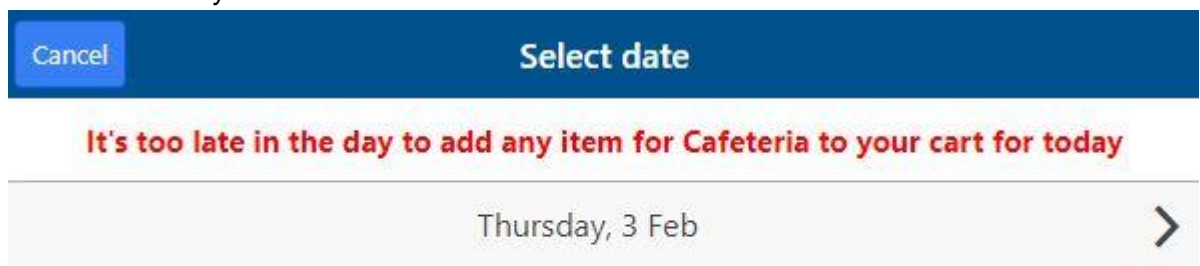 Cancel
Select date
It's too late in the day to add any item for Cafeteria to your cart for today
Thursday, 3 Feb